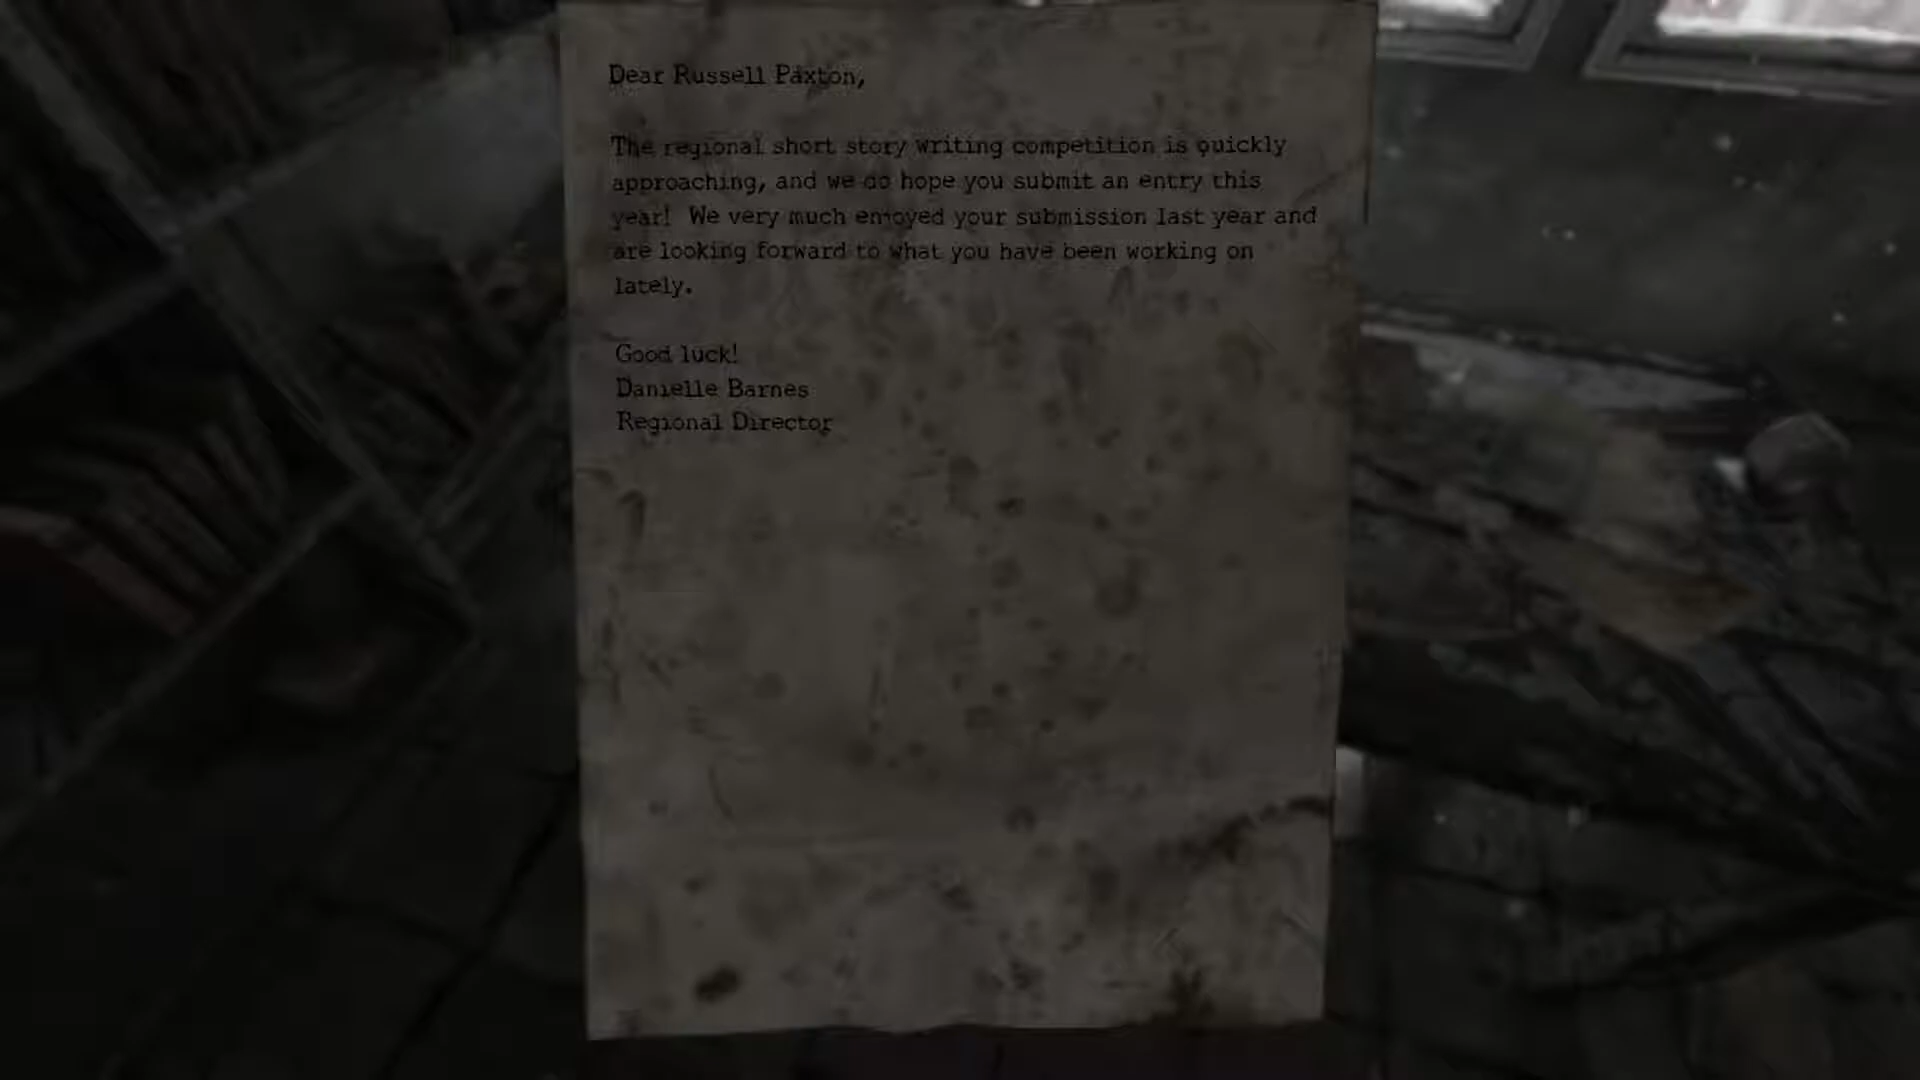 Dear Russell Paxton,
The regional short story writing competition is quickly
approaching, and we do hope you submit an entry this
year! We very much enjoyed your submission last year and
are looking forward to what you have been working on
lately.
Good luck!
Danielle Barnes
Regional Director